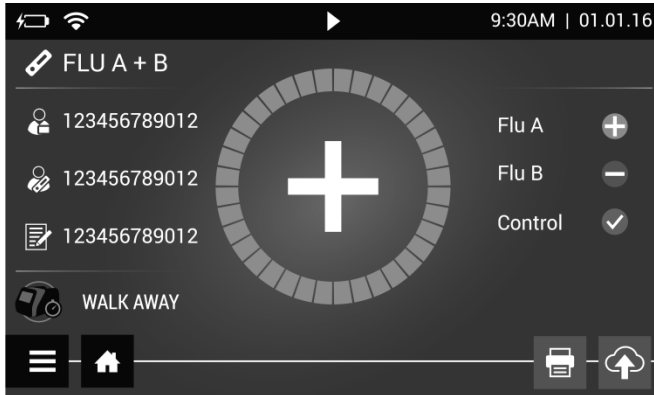 9:30AM | 01.01.16
FLU A + B
123456789012
123456789012
123456789012
WALK AWAY
Flu A
Flu B
Control